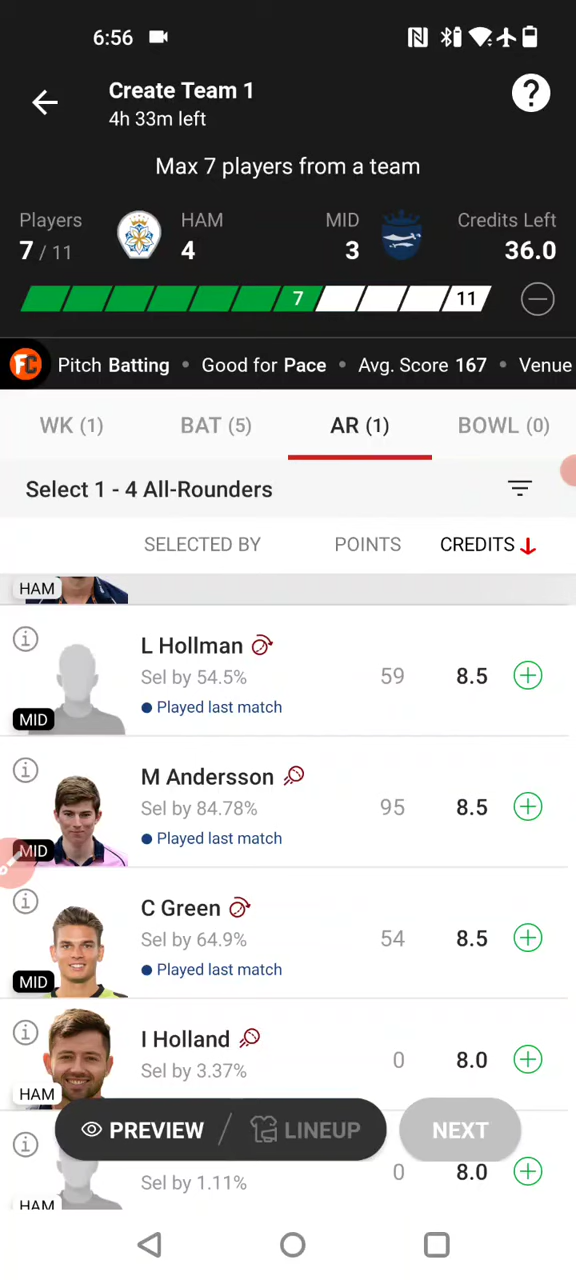 6:56
Create Team 1
4h 33m left
?
Max 7 players from a team
Players
7 / 11
HAM
4
MID
3
Credits Left
36.0
7
11
FC Pitch Batting • Good for Pace • Avg. Score 167 • Venue
WK (1) BAT (5) AR (1) BOWL (0)
Select 1 - 4 All-Rounders
SELECTED BY POINTS CREDITS
HAM
L Hollman
Sel by 54.5% 59 8.5
Played last match
MID
M Andersson
Sel by 84.78% 95 8.5
Played last match
MID
C Green
Sel by 64.9% 54 8.5
Played last match
MID
I Holland
Sel by 3.37% 0 8.0
HAM
PREVIEW / LINEUP NEXT
Sel by 1.11% 0 8.0
HAM